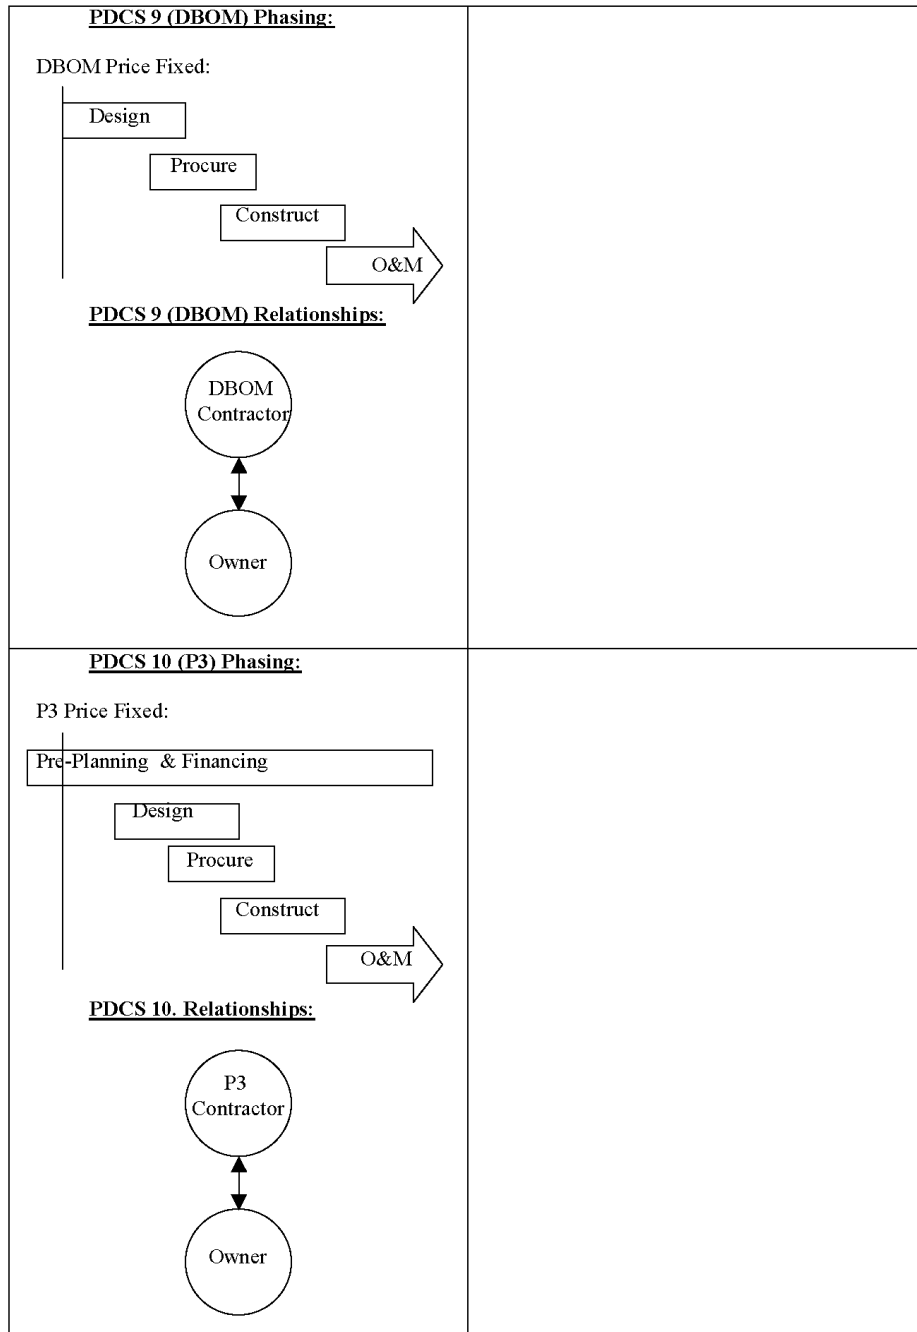 PDCS 9 (DBOM) Phasing:
DBOM Price Fixed:
Design
Procure
Construct
O&M
PDCS 9 (DBOM) Relationships:
DBOM
Contractor
Owner
PDCS 10 (P3) Phasing:
P3 Price Fixed:
Pre-Planning & Financing
Design
Procure
Construct
O&M
PDCS 10. Relationships:
P3
Contractor
Owner